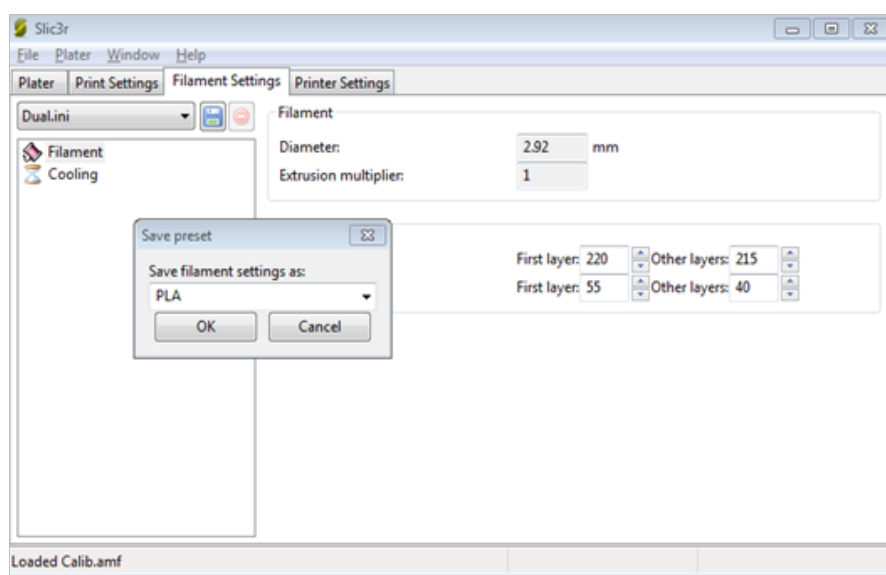 Slic3r
File Plater Window Help
Plater Print Settings Filament Settings Printer Settings
Dual.ini
Filament
Cooling
Filament
Diameter: 2.92 mm
Extrusion multiplier: 1
Save preset
Save filament settings as:
PLA
OK Cancel
First layer: 220 Other layers: 215
First layer: 55 Other layers: 40
Loaded Calib.amf